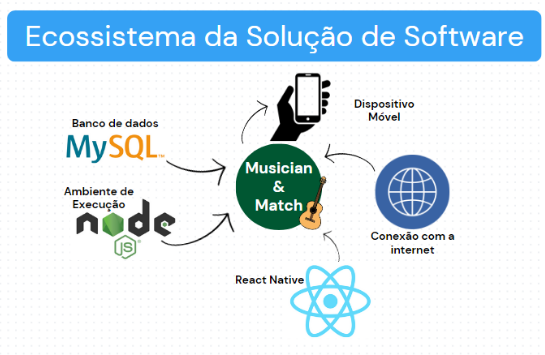 Ecossistema da Solução de Software
Dispositivo
Móvel
Banco de dados
MySQL™
Musician
&
Match
Ambiente de
Execução
node
JS
Conexão com a
internet
React Native